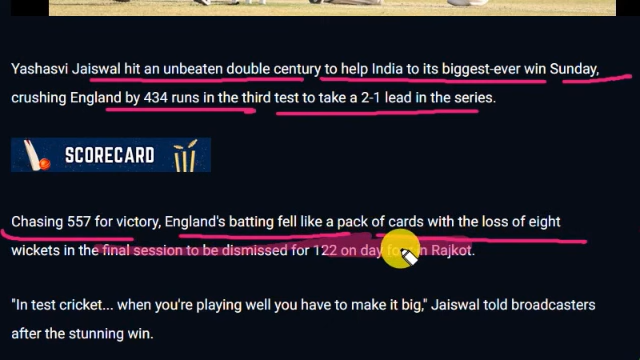 Yashasvi Jaiswal hit an unbeaten double century to help India to its biggest-ever win Sunday,
crushing England by 434 runs in the third test to take a 2-1 lead in the series.
SCORECARD
Chasing 557 for victory, England's batting fell like a pack of cards with the loss of eight
wickets in the final session to be dismissed for 122 on day four in Rajkot.
"In test cricket... when you're playing well you have to make it big," Jaiswal told broadcasters
after the stunning win.